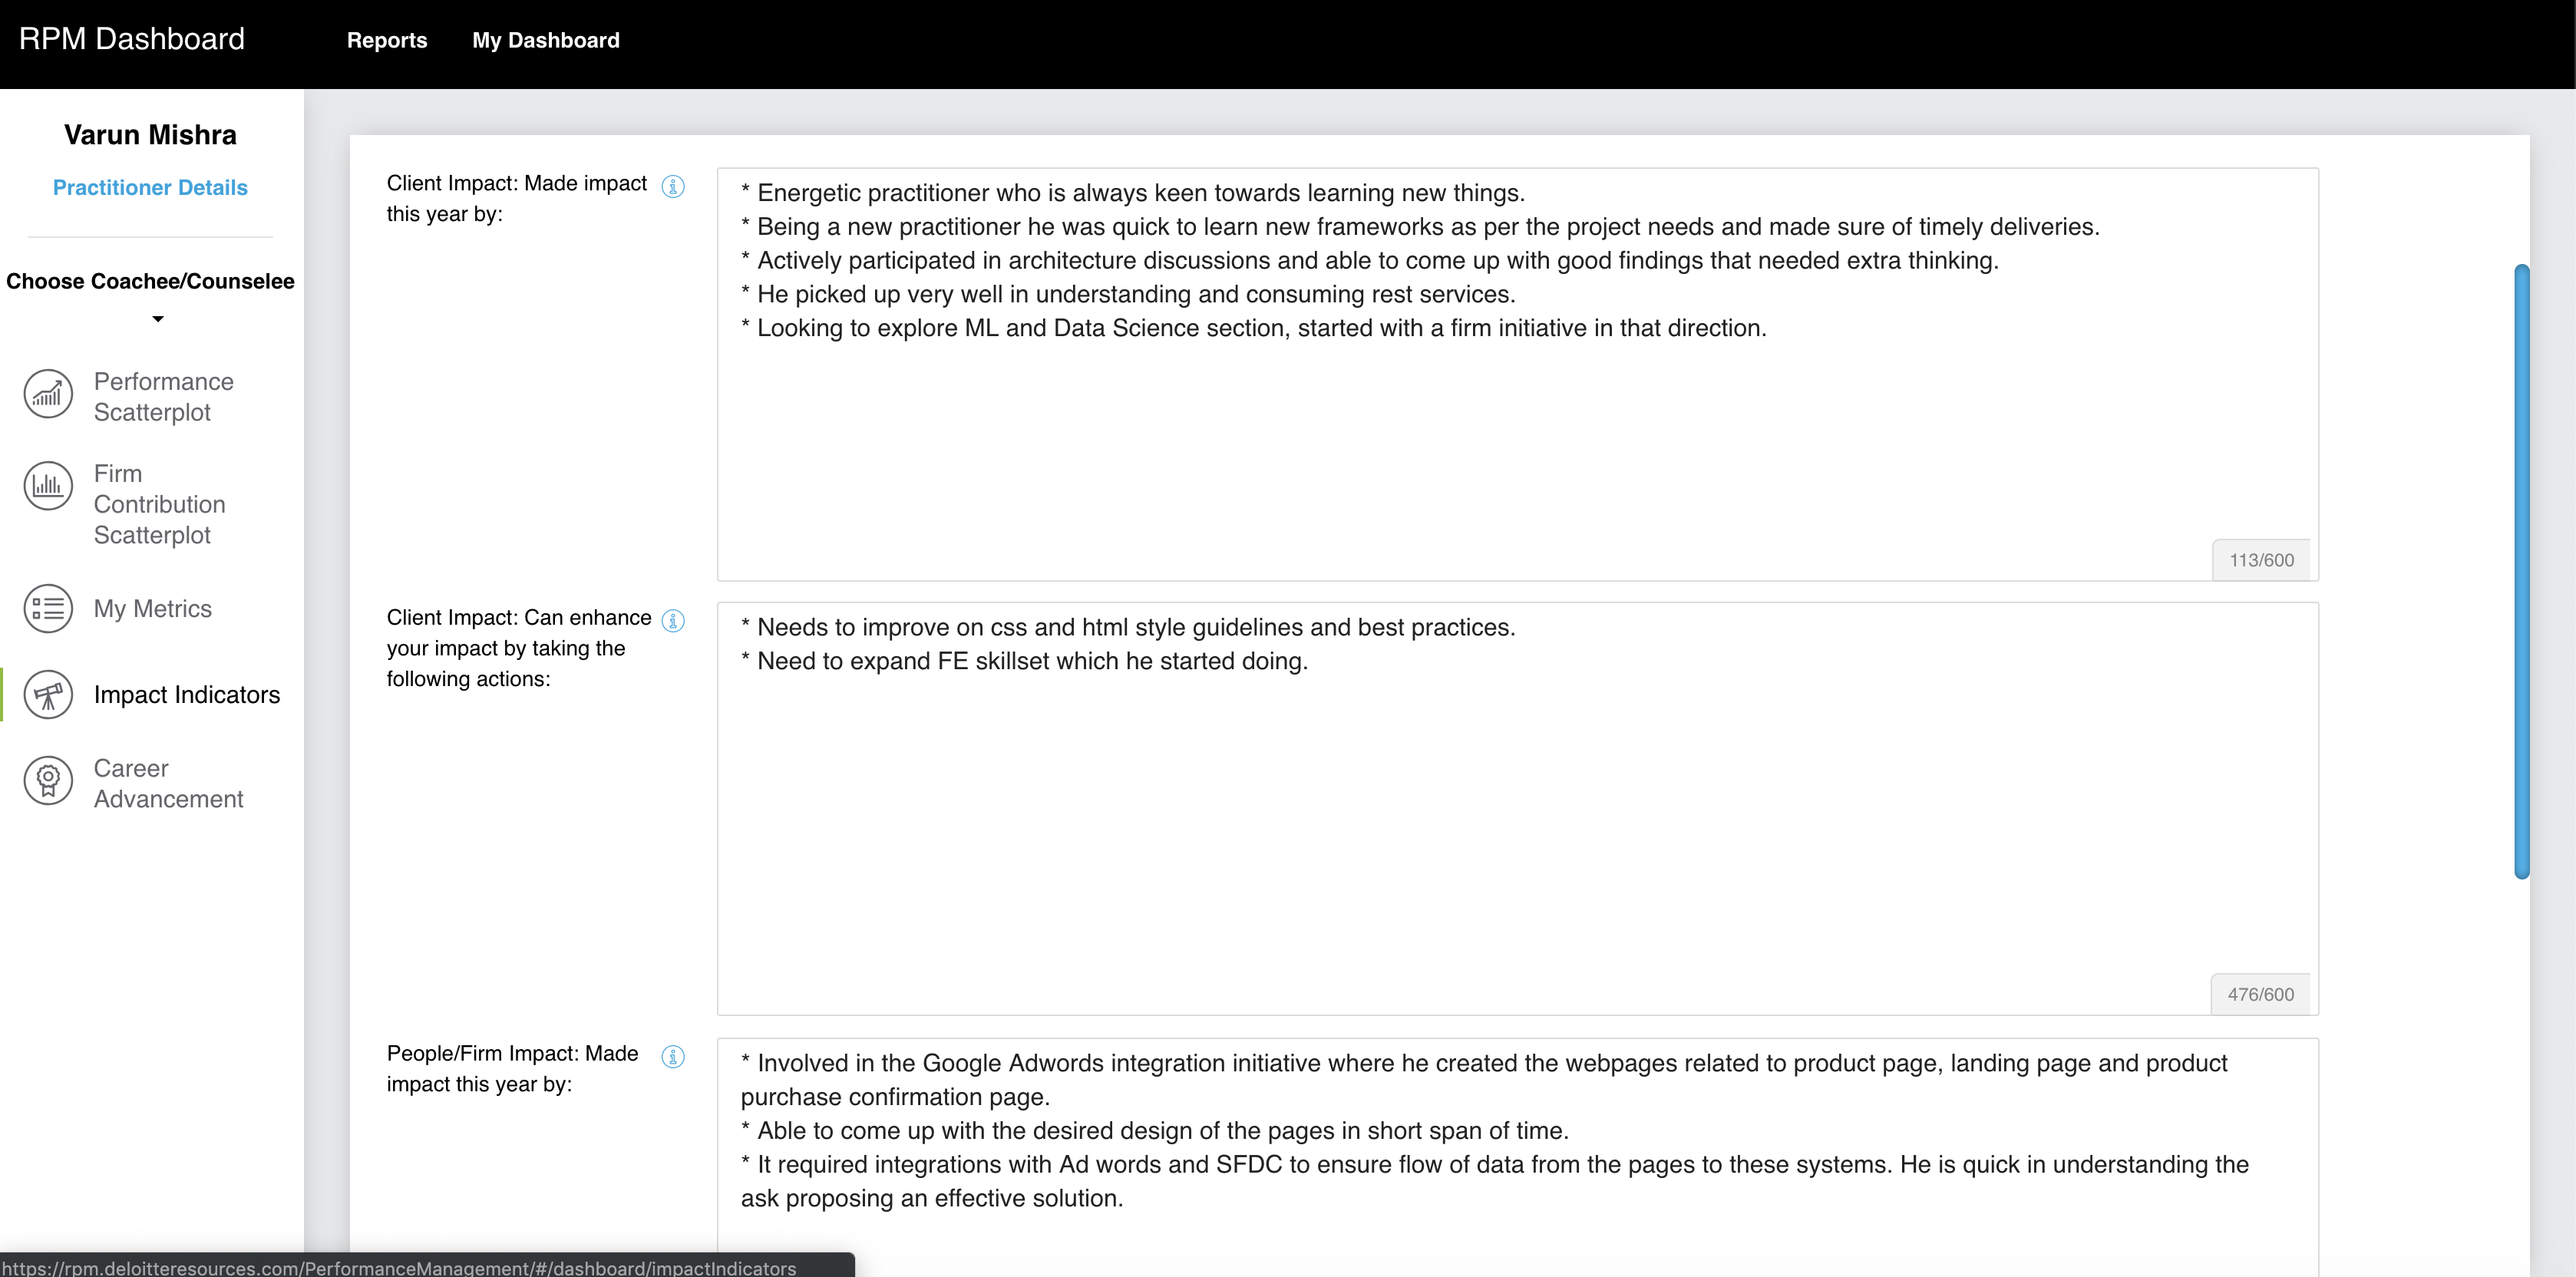 RPM Dashboard
Reports
My Dashboard
Varun Mishra
Practitioner Details
Choose Coachee/Counselee
Performance
Scatterplot
Firm
Contribution
Scatterplot
My Metrics
Impact Indicators
Career
Advancement
Client Impact: Made impact
this year by:
* Energetic practitioner who is always keen towards learning new things.
* Being a new practitioner he was quick to learn new frameworks as per the project needs and made sure of timely deliveries.
* Actively participated in architecture discussions and able to come up with good findings that needed extra thinking.
* He picked up very well in understanding and consuming rest services.
* Looking to explore ML and Data Science section, started with a firm initiative in that direction.
113/600
Client Impact: Can enhance
your impact by taking the
following actions:
* Needs to improve on css and html style guidelines and best practices.
* Need to expand FE skillset which he started doing.
476/600
People/Firm Impact: Made
impact this year by:
* Involved in the Google Adwords integration initiative where he created the webpages related to product page, landing page and product
purchase confirmation page.
* Able to come up with the desired design of the pages in short span of time.
* It required integrations with Ad words and SFDC to ensure flow of data from the pages to these systems. He is quick in understanding the
ask proposing an effective solution.
https://rpm.deloitteresources.com/PerformanceManagement/#/dashboard/impactIndicators